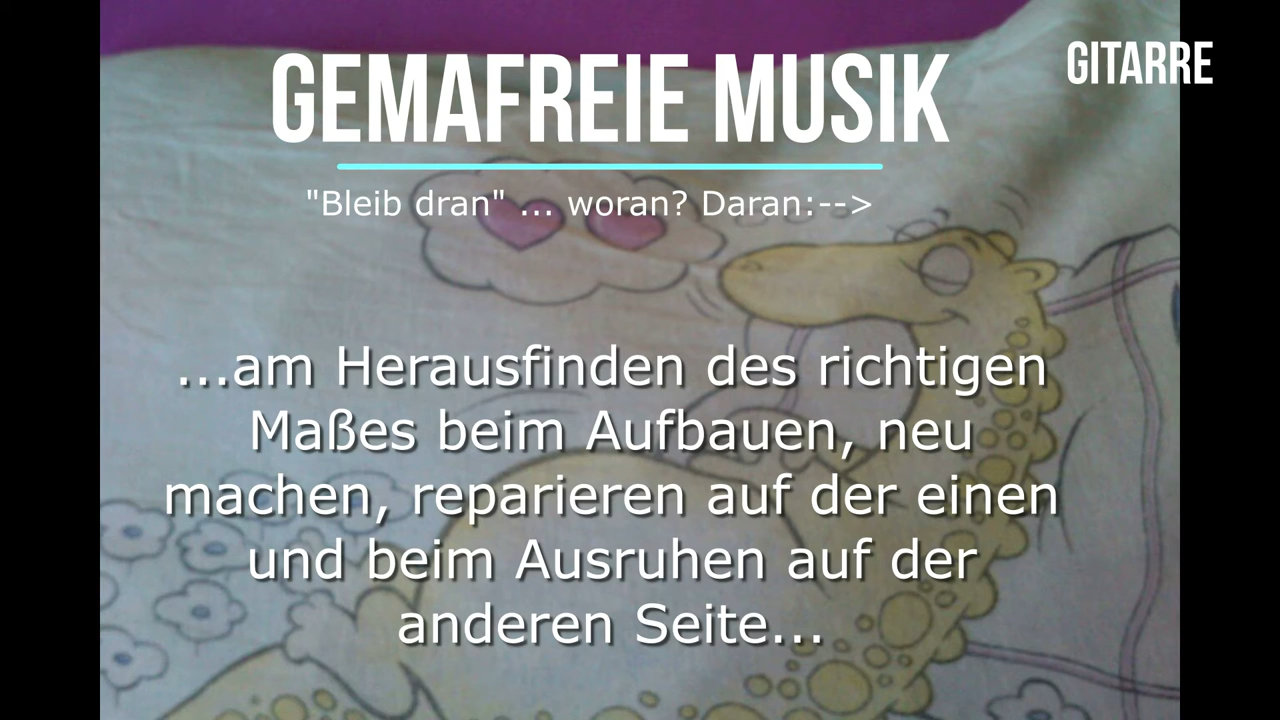 GEMAFREIE MUSIK
GITARRE
"Bleib dran" ... woran? Daran:-->
...am Herausfinden des richtigen
Maßes beim Aufbauen, neu
machen, reparieren auf der einen
und beim Ausruhen auf der
anderen Seite...